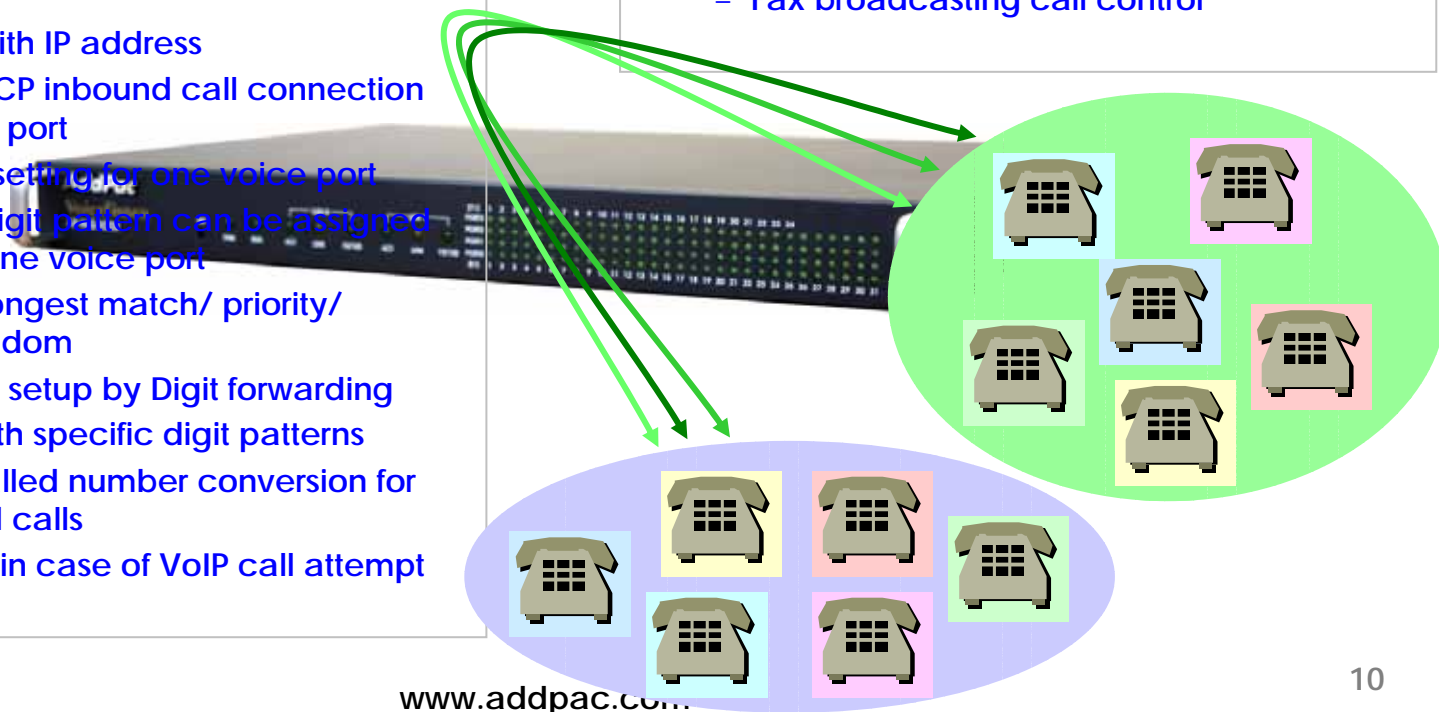 ith IP address
CP inbound call connection
port
setting for one voice port
igit pattern can be assigned
ne voice port
ongest match/ priority/
dom
setup by Digit forwarding
th specific digit patterns
lled number conversion for
calls
in case of VoIP call attempt
– Fax broadcasting call control
www.addpac.com
10